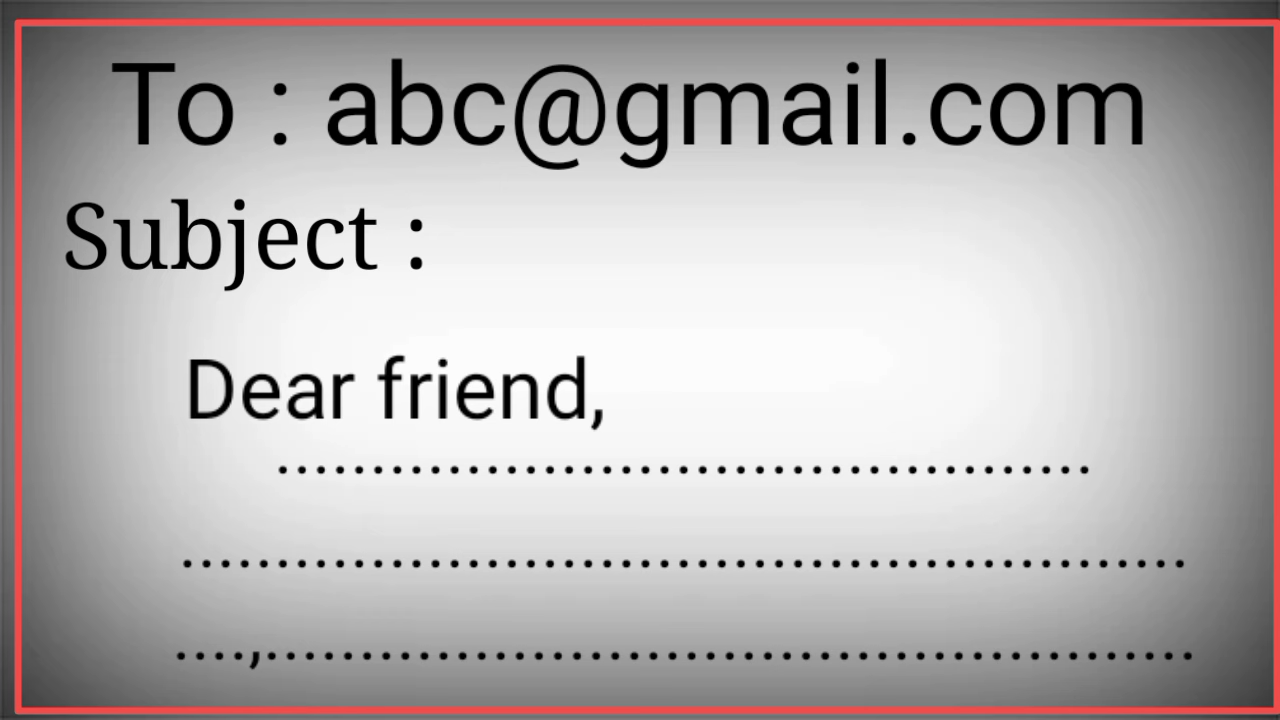 To : abc@gmail.com
Subject :
Dear friend,
...........................................
.....................................................
....,.................................................